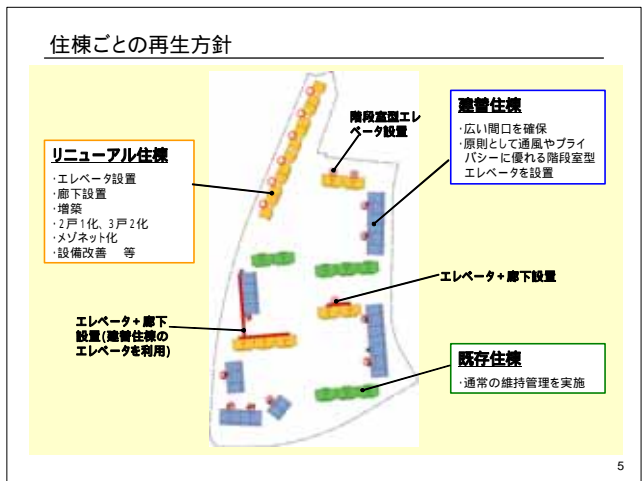 住棟ごとの再生方針
階段室型エレ
ベータ設置
建替住棟
・広い間口を確保
・原則として通風やプライ
バシーに優れる階段室型
エレベータを設置
リニューアル住棟
・エレベータ設置
・廊下設置
・増築
・2戸1化、3戸2化
・メゾネット化
・設備改善 等
エレベータ+廊下設置
エレベータ+廊下
設置(建替住棟の
エレベータを利用)
既存住棟
・通常の維持管理を実施
5